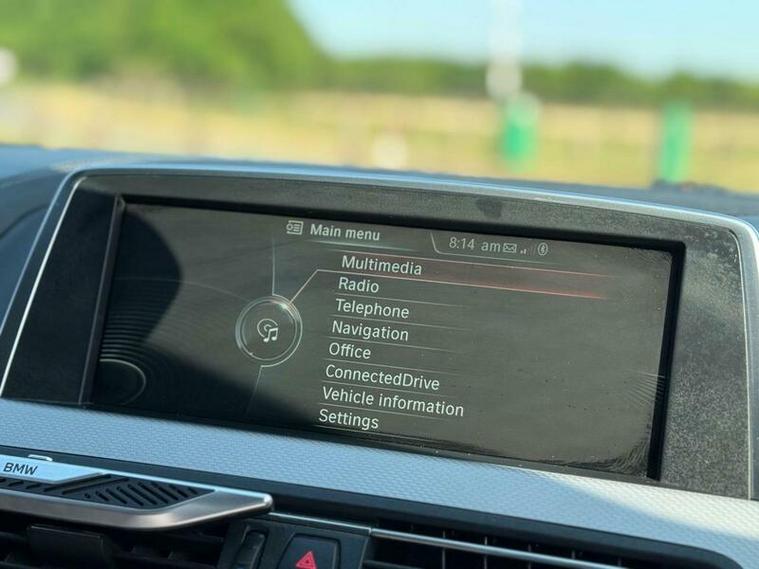 Main menu
8:14 am
Multimedia
Radio
Telephone
Navigation
Office
ConnectedDrive
Vehicle information
Settings
BMW